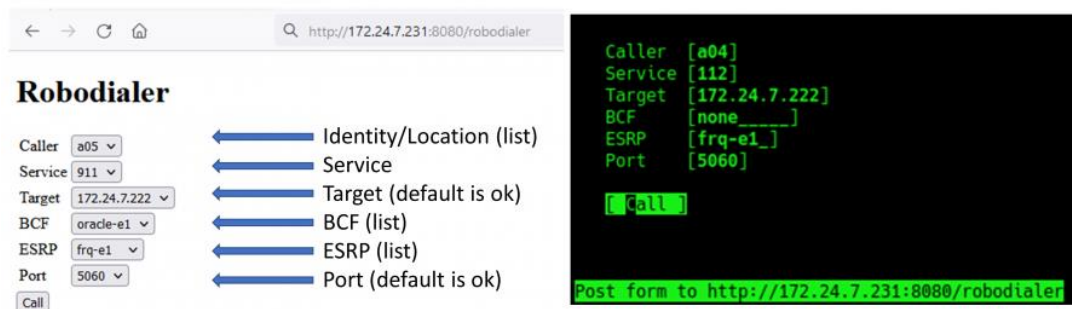 http://172.24.7.231:8080/robodialer
Robodialer
Caller a05 Identity/Location (list)
Service 911 Service
Target 172.24.7.222 Target (default is ok)
BCF oracle-e1 BCF (list)
ESRP frq-e1 ESRP (list)
Port 5060 Port (default is ok)
Call
Caller [a04]
Service [112]
Target [172.24.7.222]
BCF [none_____]
ESRP [frq-e1_]
Port [5060]
[ Call ]
Post form to http://172.24.7.231:8080/robodialer